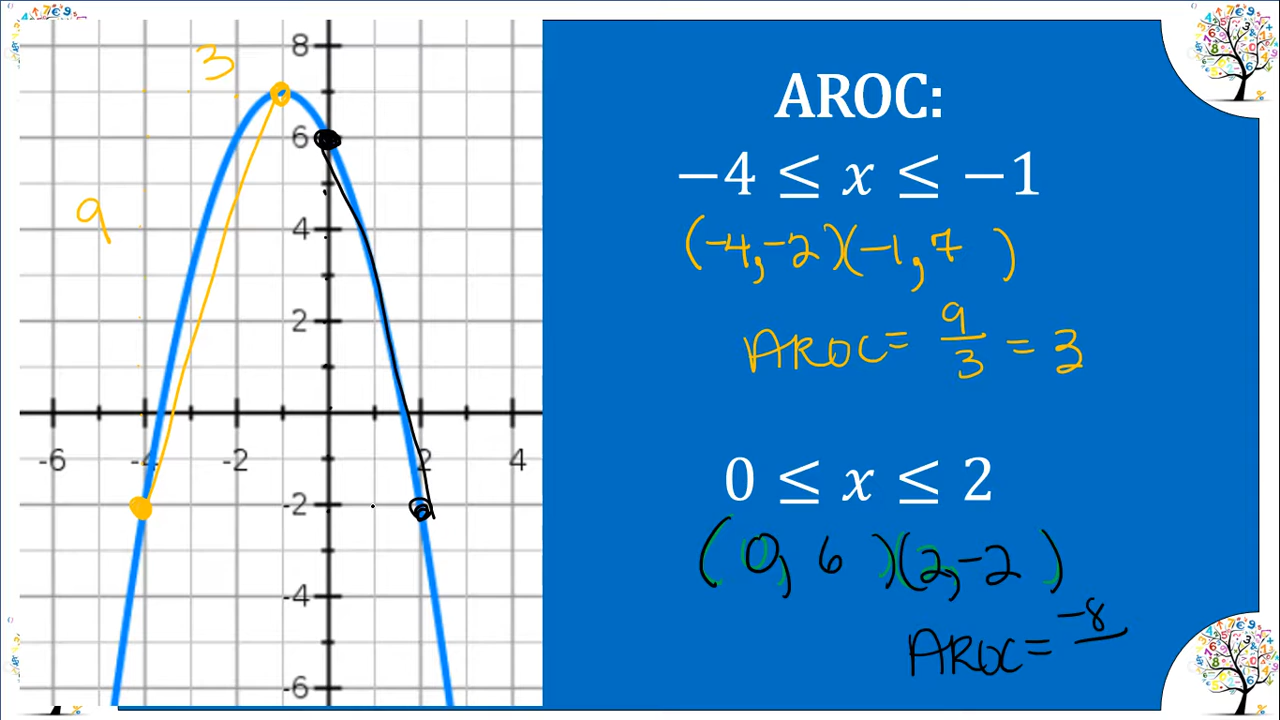 3
9
8
6
4
2
-6 -4 -2 2 4
-2
-4
-6
AROC:
−4 ≤ x ≤ −1
(-4,-2)(-1,7)
AROC = 9/3 = 3
0 ≤ x ≤ 2
(0, 6)(2,-2)
AROC = -8/